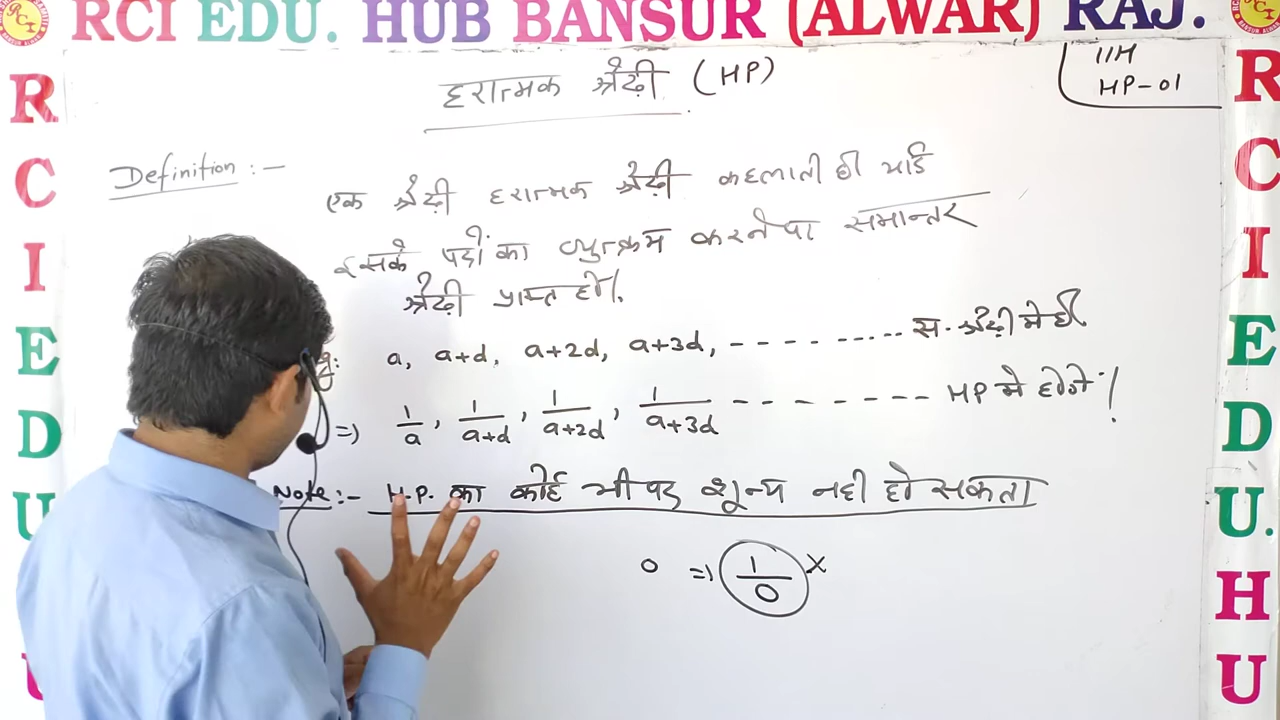 RCI EDU. HUB BANSUR (ALWAR) RAJ.
11H
HP-01
हरात्मक श्रेढ़ी (HP)
Definition :-
एक श्रेढ़ी हरात्मक श्रेढ़ी कहलाती है यदि
इसके पदों का व्युत्क्रम करने पर समान्तर
श्रेढ़ी प्राप्त हो।
a, a+d, a+2d, a+3d, - - - - - ....... स. श्रेढ़ी में है
=) 1/a, 1/a+d, 1/a+2d, 1/a+3d - - - - - - - - HP में होंगे।
Note:- H.P. का कोई भी पद शून्य नही हो सकता
0 =) 1/0 x
R
C
I
E
D
U
U
R
C
I
E
D
U.
H
U